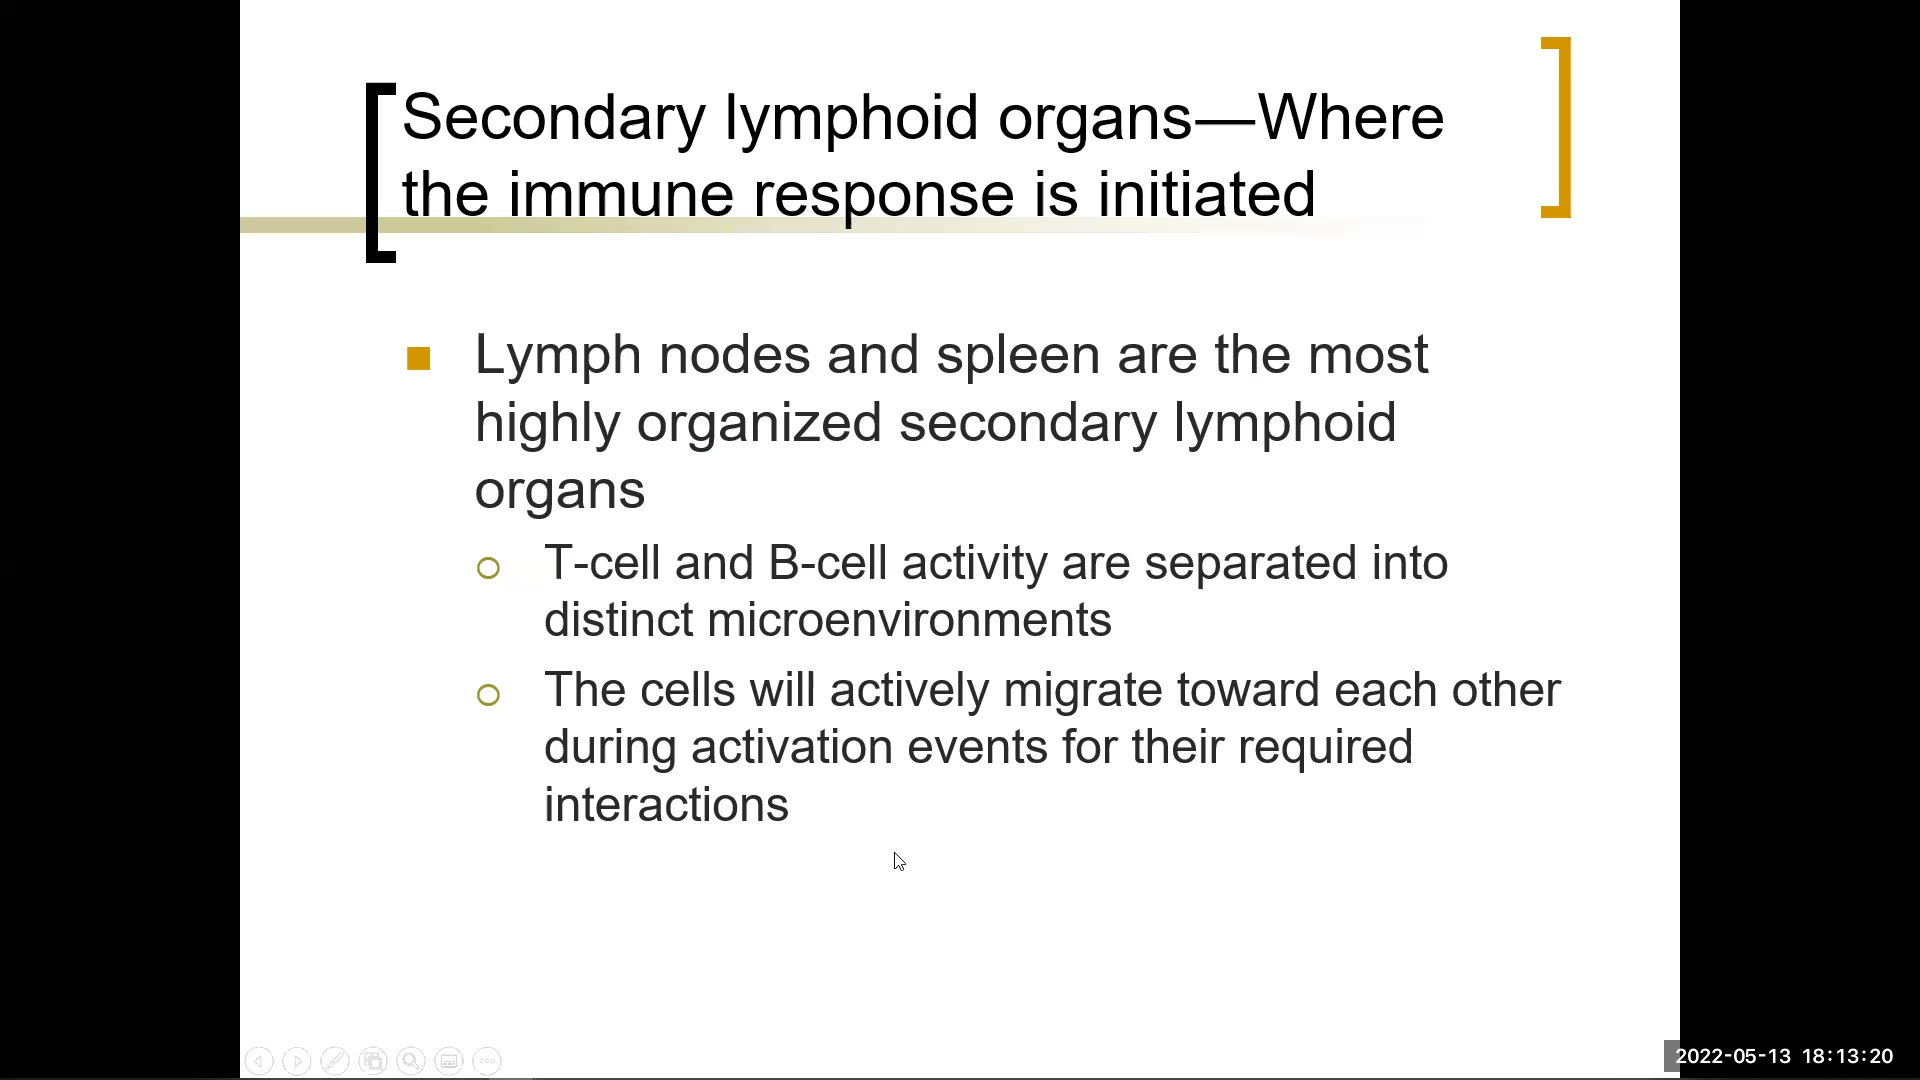 Secondary lymphoid organs—Where
the immune response is initiated
Lymph nodes and spleen are the most
highly organized secondary lymphoid
organs
T-cell and B-cell activity are separated into
distinct microenvironments
The cells will actively migrate toward each other
during activation events for their required
interactions
2022-05-13 18:13:20